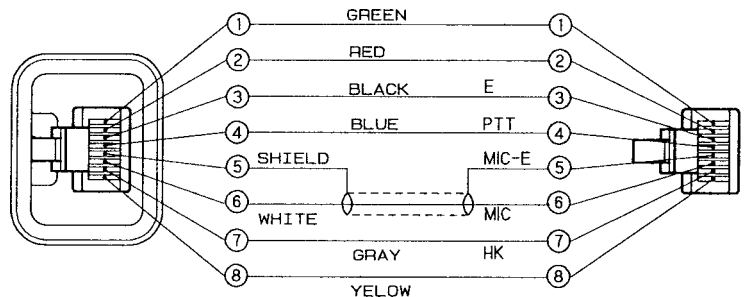 GREEN
1 1
RED
2 2
BLACK E
3 3
BLUE PTT
4 4
SHIELD MIC-E
5 5
6 6
WHITE MIC
7 7
GRAY HK
8 8
YELOW